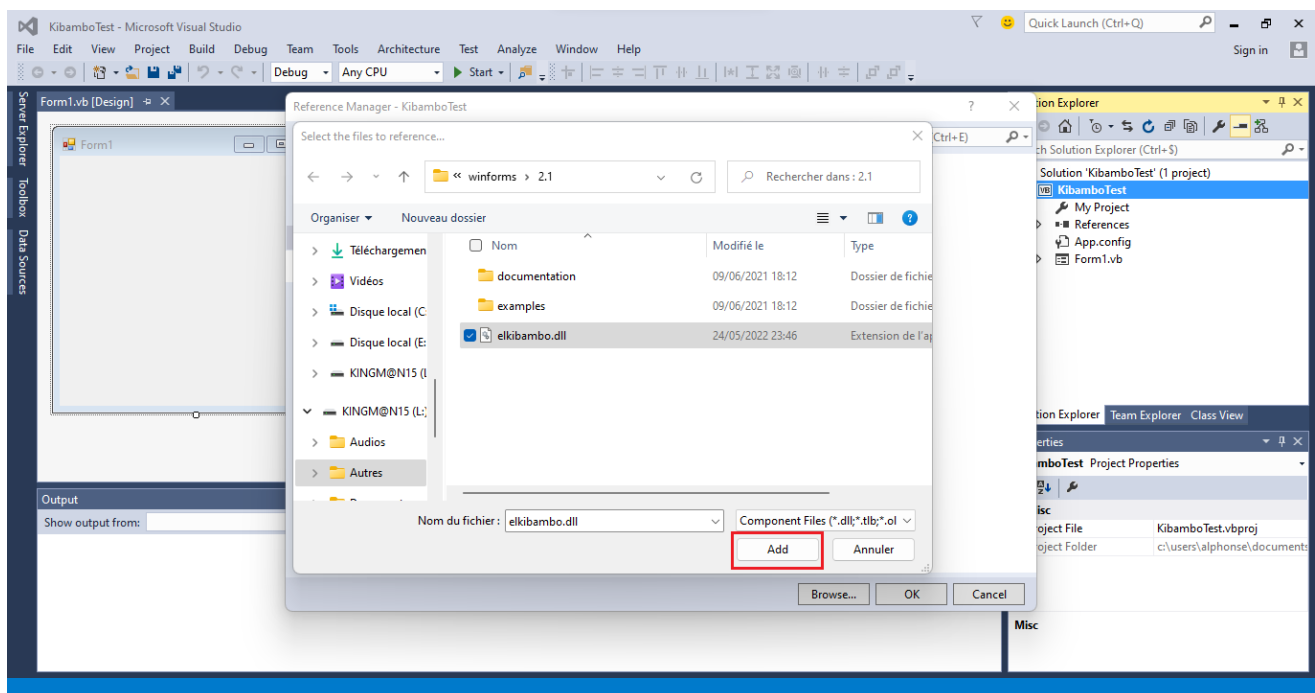 KibamboTest - Microsoft Visual Studio
Quick Launch (Ctrl+Q)
File Edit View Project Build Debug Team Tools Architecture Test Analyze Window Help
Sign in
Debug Any CPU Start
Server Explorer
Toolbox
Data Sources
Form1.vb [Design]
Form1
Reference Manager - KibamboTest
?
Ctrl+E)
Select the files to reference...
« winforms › 2.1
Rechercher dans : 2.1
Organiser Nouveau dossier
Nom Modifié le Type
Téléchargemen
Vidéos
Disque local (C
Disque local (E:
KINGM@N15 (L
KINGM@N15 (L:)
Audios
Autres
documentation 09/06/2021 18:12 Dossier de fichie
examples 09/06/2021 18:12 Dossier de fichie
elkibambo.dll 24/05/2022 23:46 Extension de l'ap
Nom du fichier : elkibambo.dll
Component Files (*.dll;*.tlb;*.ol
Add Annuler
Browse... OK Cancel
tion Explorer
ch Solution Explorer (Ctrl+$)
Solution 'KibamboTest' (1 project)
VB KibamboTest
My Project
References
App.config
Form1.vb
tion Explorer Team Explorer Class View
erties
mboTest Project Properties
isc
oject File KibamboTest.vbproj
oject Folder c:\users\alphonse\documents
Misc
Output
Show output from: